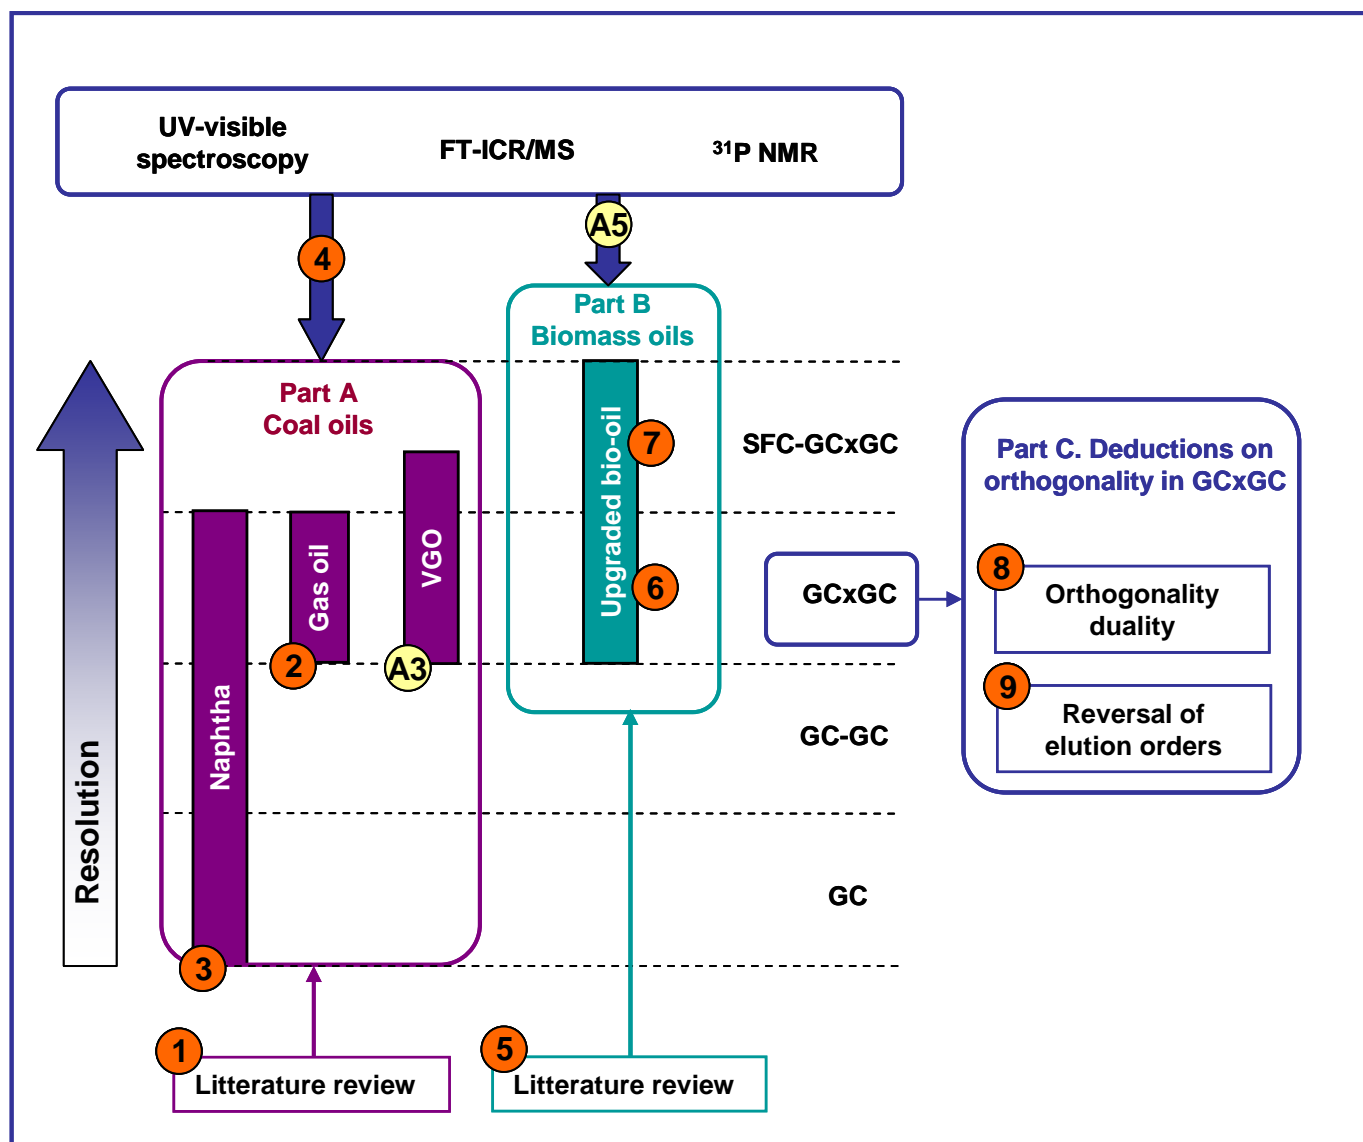 UV-visible
spectroscopy
FT-ICR/MS
31P NMR
4
A5
Part B
Biomass oils
Part A
Coal oils
Upgraded bio-oil
7
6
SFC-GCxGC
Naphtha
Gas oil
VGO
2
A3
3
GCxGC
GC-GC
GC
Resolution
Part C. Deductions on
orthogonality in GCxGC
8
Orthogonality
duality
9
Reversal of
elution orders
1
Litterature review
5
Litterature review